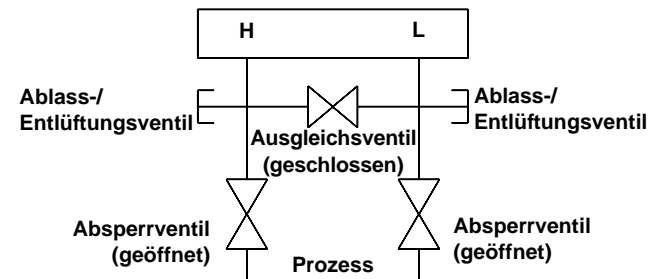 H
L
Ablass-/
Entlüftungsventil
Ablass-/
Entlüftungsventil
Ausgleichsventil
(geschlossen)
Absperrventil
(geöffnet)
Absperrventil
(geöffnet)
Prozess